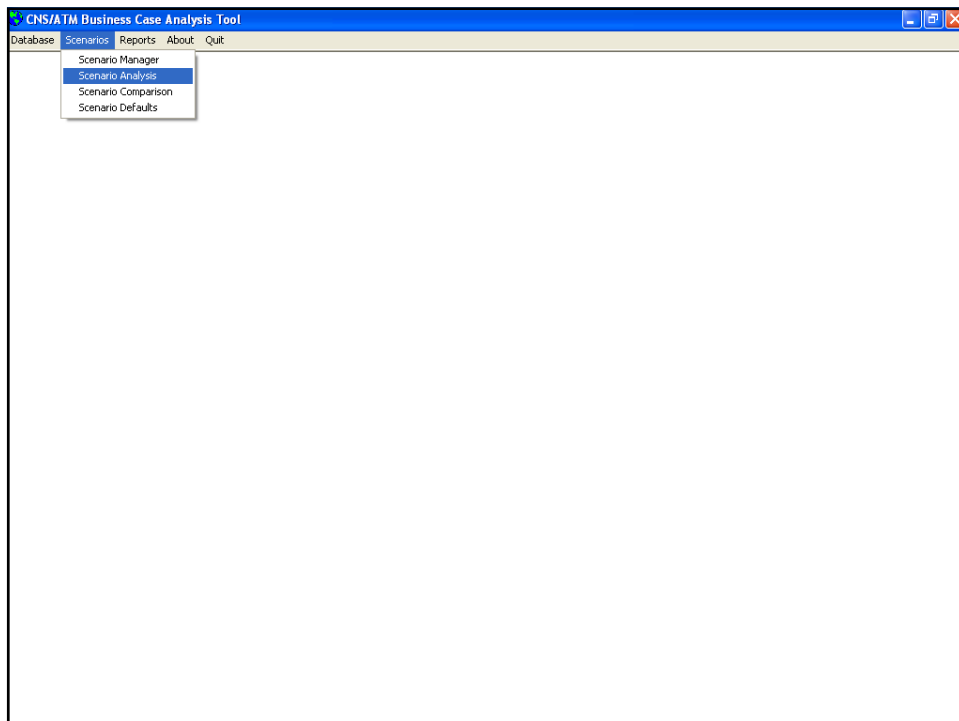 CNS/ATM Business Case Analysis Tool
Database Scenarios Reports About Quit
Scenario Manager
Scenario Analysis
Scenario Comparison
Scenario Defaults